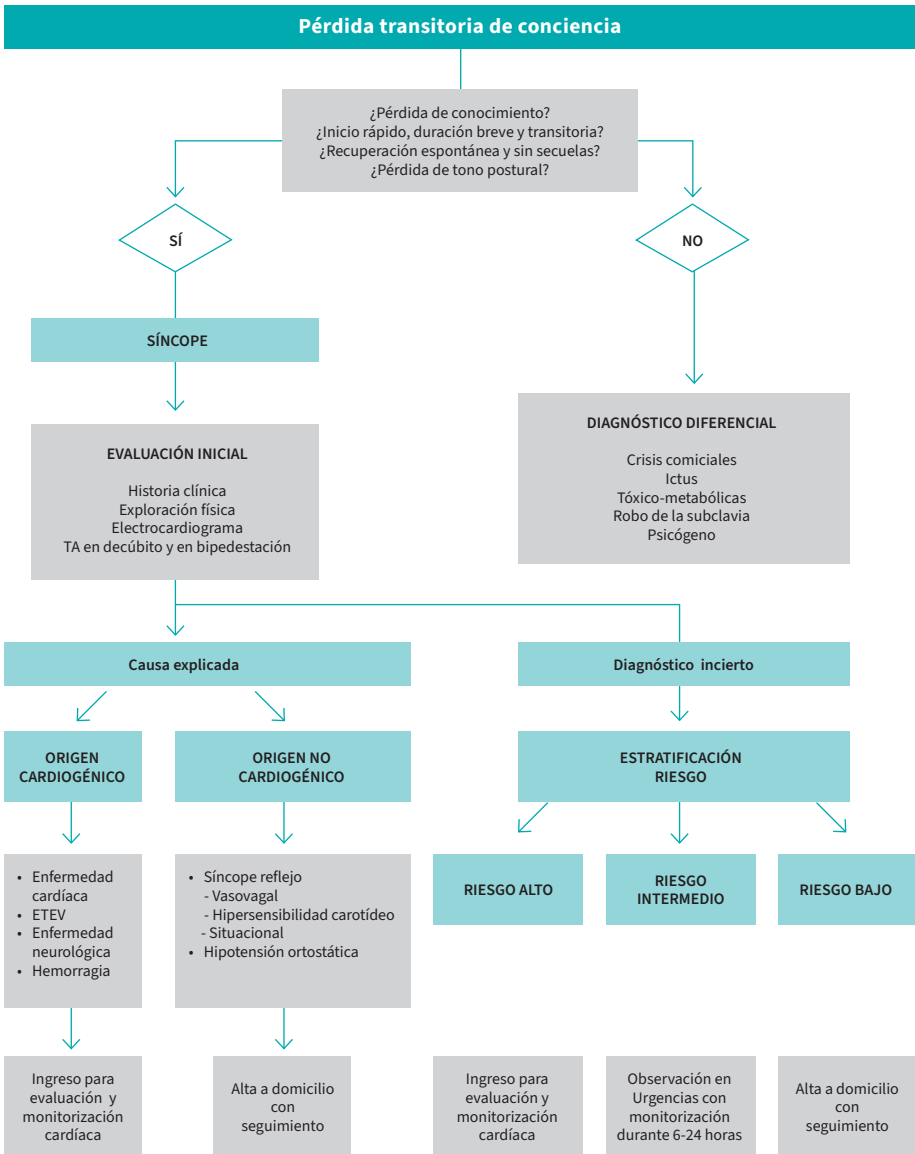 Pérdida transitoria de conciencia
¿Pérdida de conocimiento?
¿Inicio rápido, duración breve y transitoria?
¿Recuperación espontánea y sin secuelas?
¿Pérdida de tono postural?
SÍ
NO
SÍNCOPE
EVALUACIÓN INICIAL
Historia clínica
Exploración física
Electrocardiograma
TA en decúbito y en bipedestación
DIAGNÓSTICO DIFERENCIAL
Crisis comiciales
Ictus
Tóxico-metabólicas
Robo de la subclavia
Psicógeno
Causa explicada
Diagnóstico incierto
ORIGEN
CARDIOGÉNICO
ORIGEN NO
CARDIOGÉNICO
ESTRATIFICACIÓN
RIESGO
• Enfermedad
cardíaca
• ETEV
• Enfermedad
neurológica
• Hemorragia
• Síncope reflejo
- Vasovagal
- Hipersensibilidad carotídeo
- Situacional
• Hipotensión ortostática
RIESGO ALTO
RIESGO
INTERMEDIO
RIESGO BAJO
Ingreso para
evaluación y
monitorización
cardíaca
Alta a domicilio
con
seguimiento
Ingreso para
evaluación y
monitorización
cardíaca
Observación en
Urgencias con
monitorización
durante 6-24 horas
Alta a domicilio
con
seguimiento